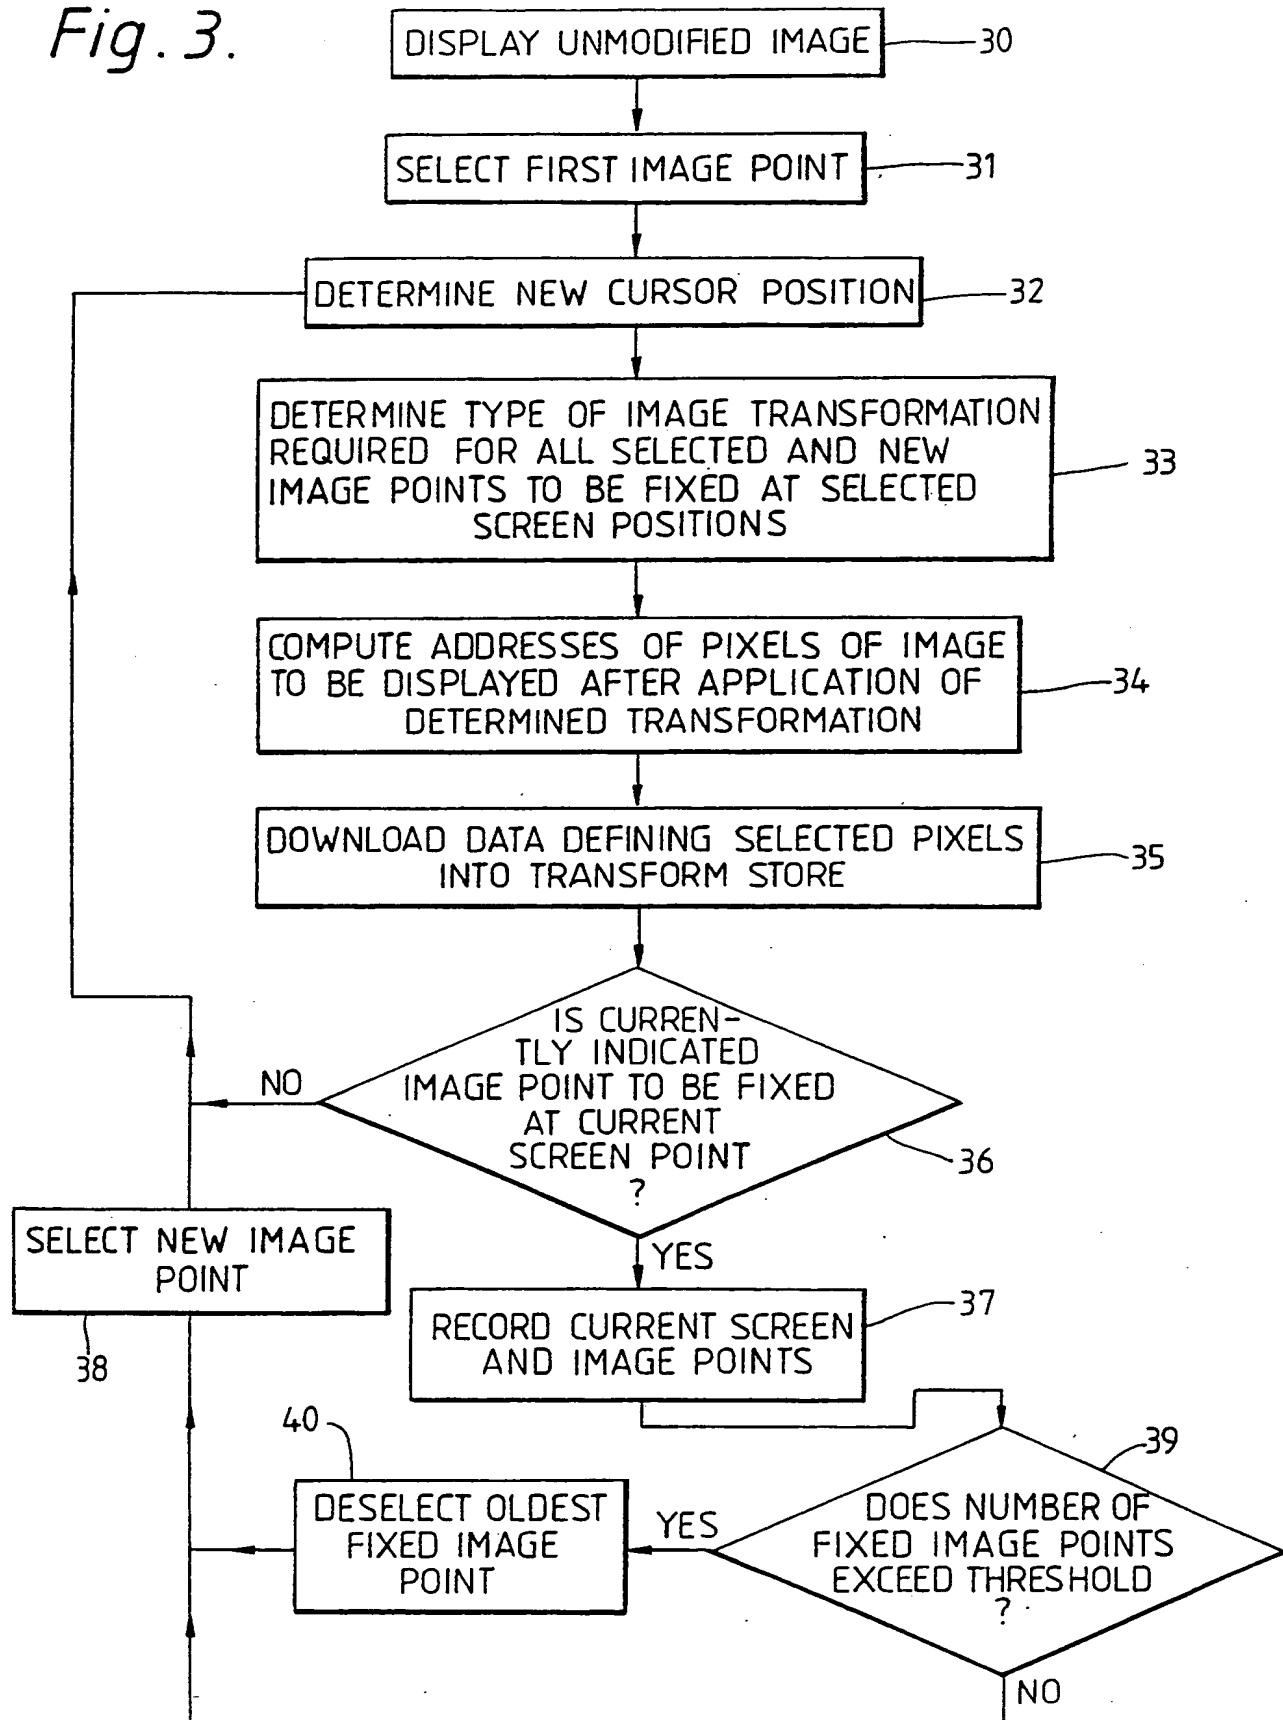 Fig. 3.
DISPLAY UNMODIFIED IMAGE
30
SELECT FIRST IMAGE POINT
31
DETERMINE NEW CURSOR POSITION
32
DETERMINE TYPE OF IMAGE TRANSFORMATION
REQUIRED FOR ALL SELECTED AND NEW
IMAGE POINTS TO BE FIXED AT SELECTED
SCREEN POSITIONS
33
COMPUTE ADDRESSES OF PIXELS OF IMAGE
TO BE DISPLAYED AFTER APPLICATION OF
DETERMINED TRANSFORMATION
34
DOWNLOAD DATA DEFINING SELECTED PIXELS
INTO TRANSFORM STORE
35
IS CURREN-
TLY INDICATED
IMAGE POINT TO BE FIXED
AT CURRENT
SCREEN POINT
?
36
NO
YES
SELECT NEW IMAGE
POINT
38
RECORD CURRENT SCREEN
AND IMAGE POINTS
37
40
DESELECT OLDEST
FIXED IMAGE
POINT
YES
DOES NUMBER OF
FIXED IMAGE POINTS
EXCEED THRESHOLD
?
39
NO